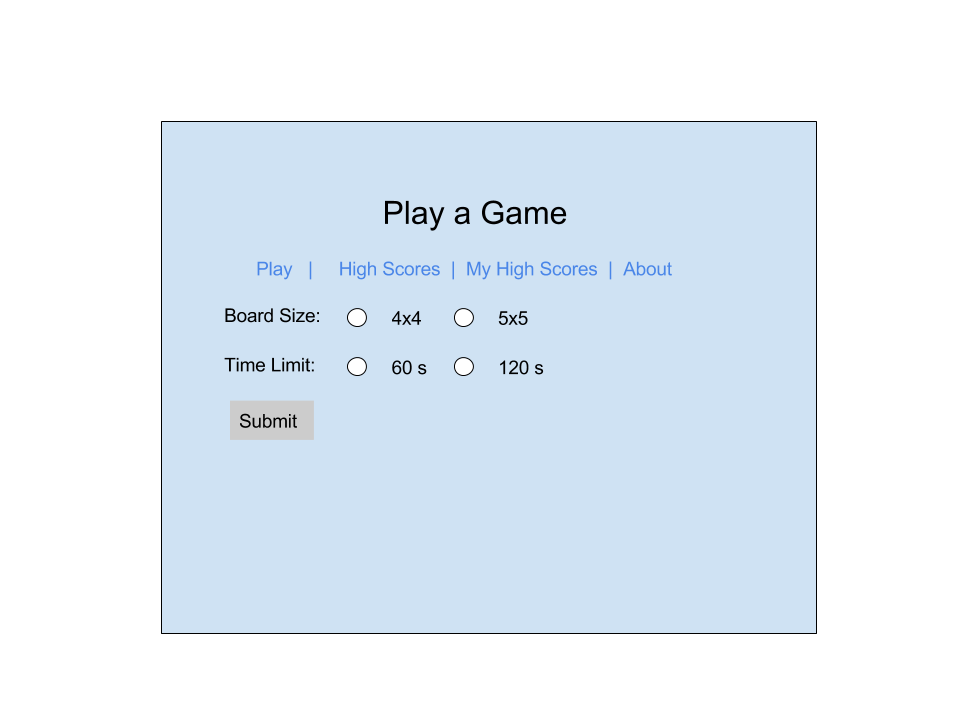 Play a Game
Play | High Scores | My High Scores | About
Board Size: 4x4 5x5
Time Limit: 60 s 120 s
Submit